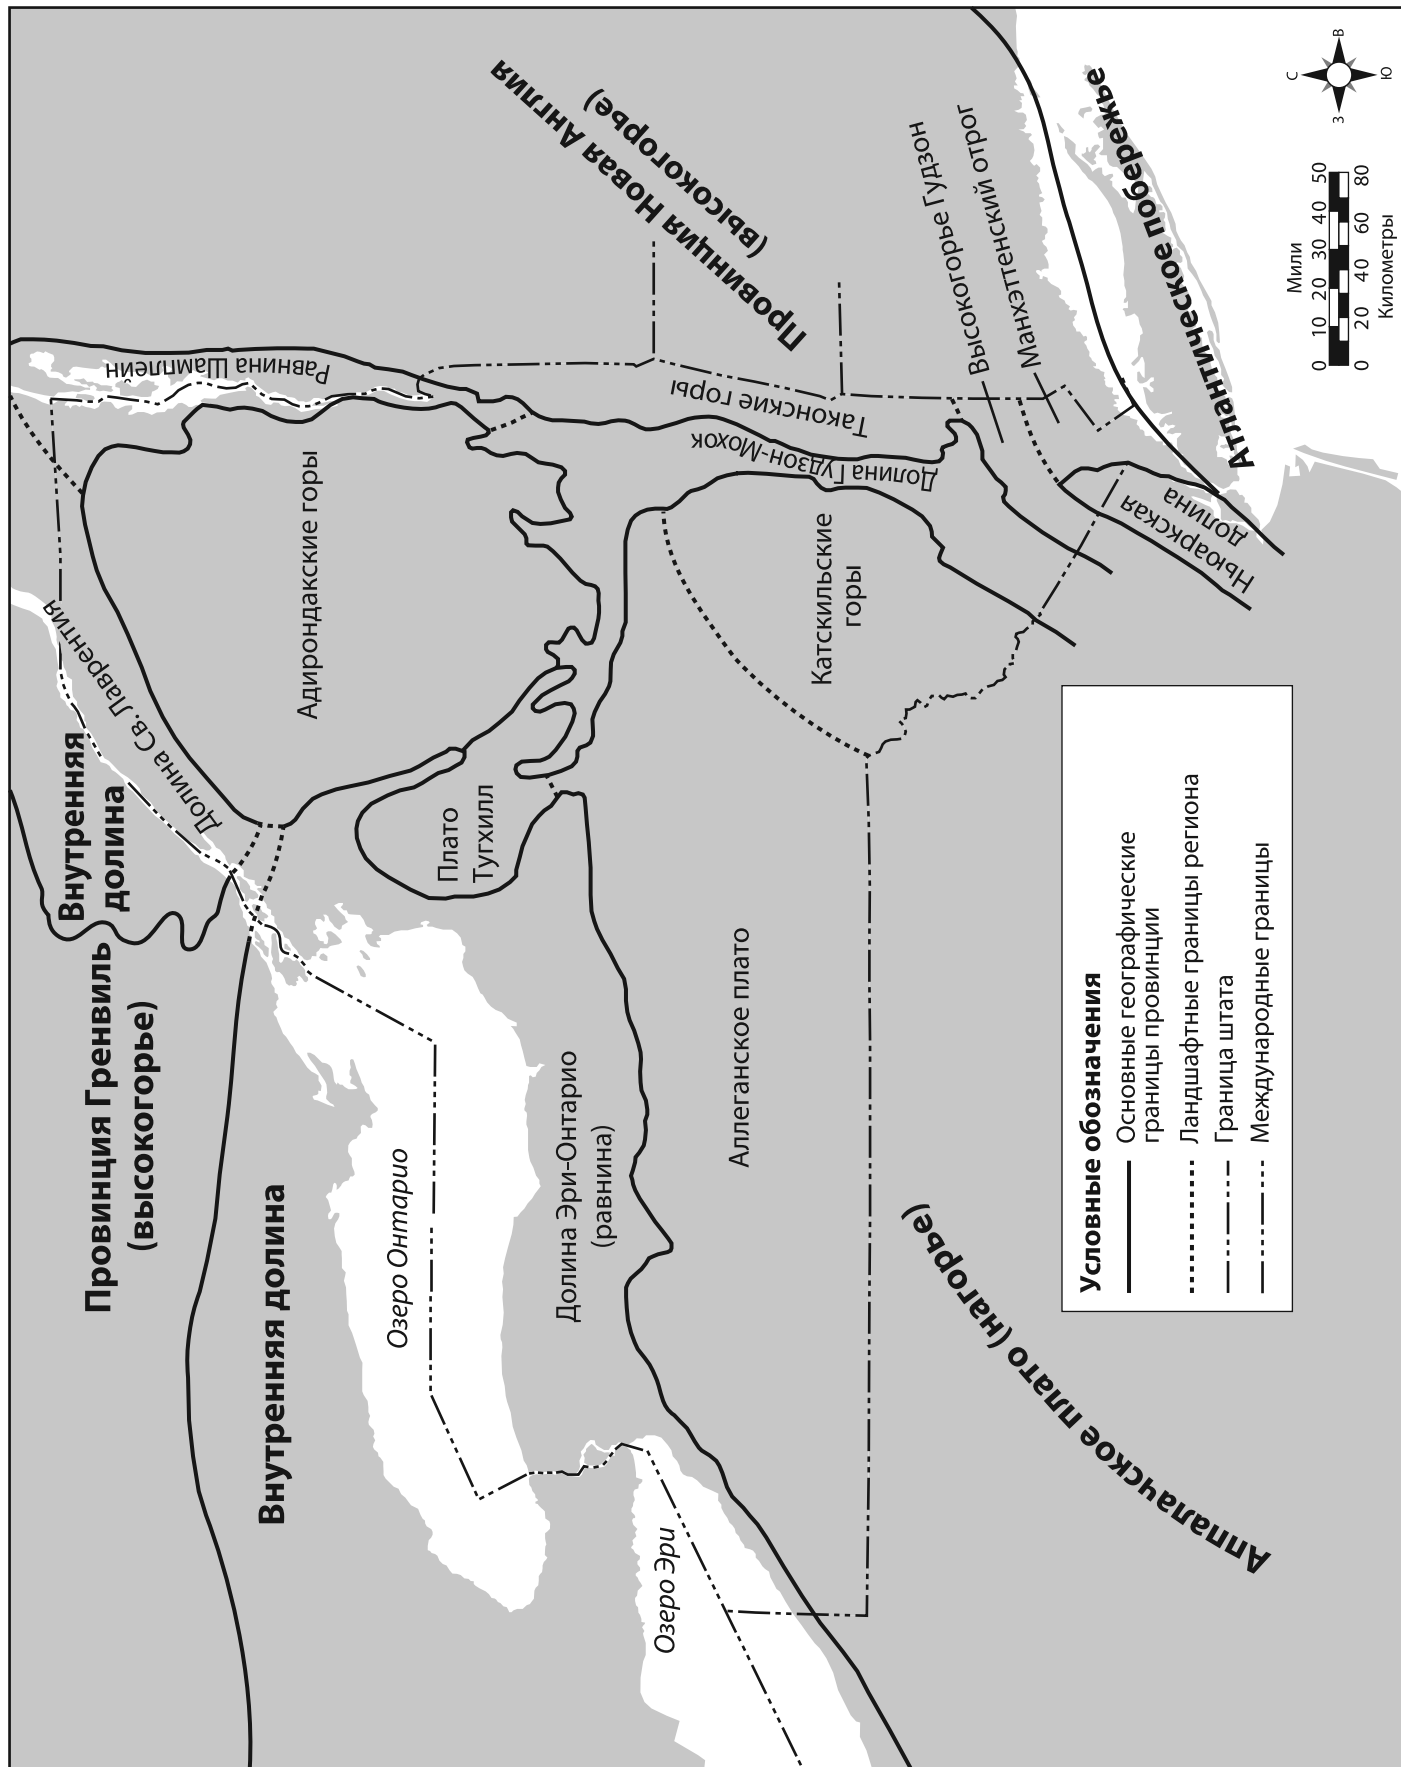 Провинция Гренвиль
(высокогорье)
Внутренняя
долина
Долина Св. Лаврентия
Равнина Шамплейн
Провинция Новая Англия
(высокогорье)
Внутренняя долина
Адирондакские горы
Озеро Онтарио
Плато
Тугхилл
Долина Эри-Онтарио
(равнина)
Озеро Эри
Таконские горы
Долина Гудзон-Мохок
Аллеганское плато
Катскильские
горы
Высокогорье Гудзон
Манхэттенский отрог
Ньюаркская
долина
Атлантическое побережье
Аппалачское плато (нагорье)
Условные обозначения
Основные географические
границы провинции
Ландшафтные границы региона
Граница штата
Международные границы
Мили
0 10 20 30 40 50
0 20 40 60 80
Километры
С
З
В
Ю